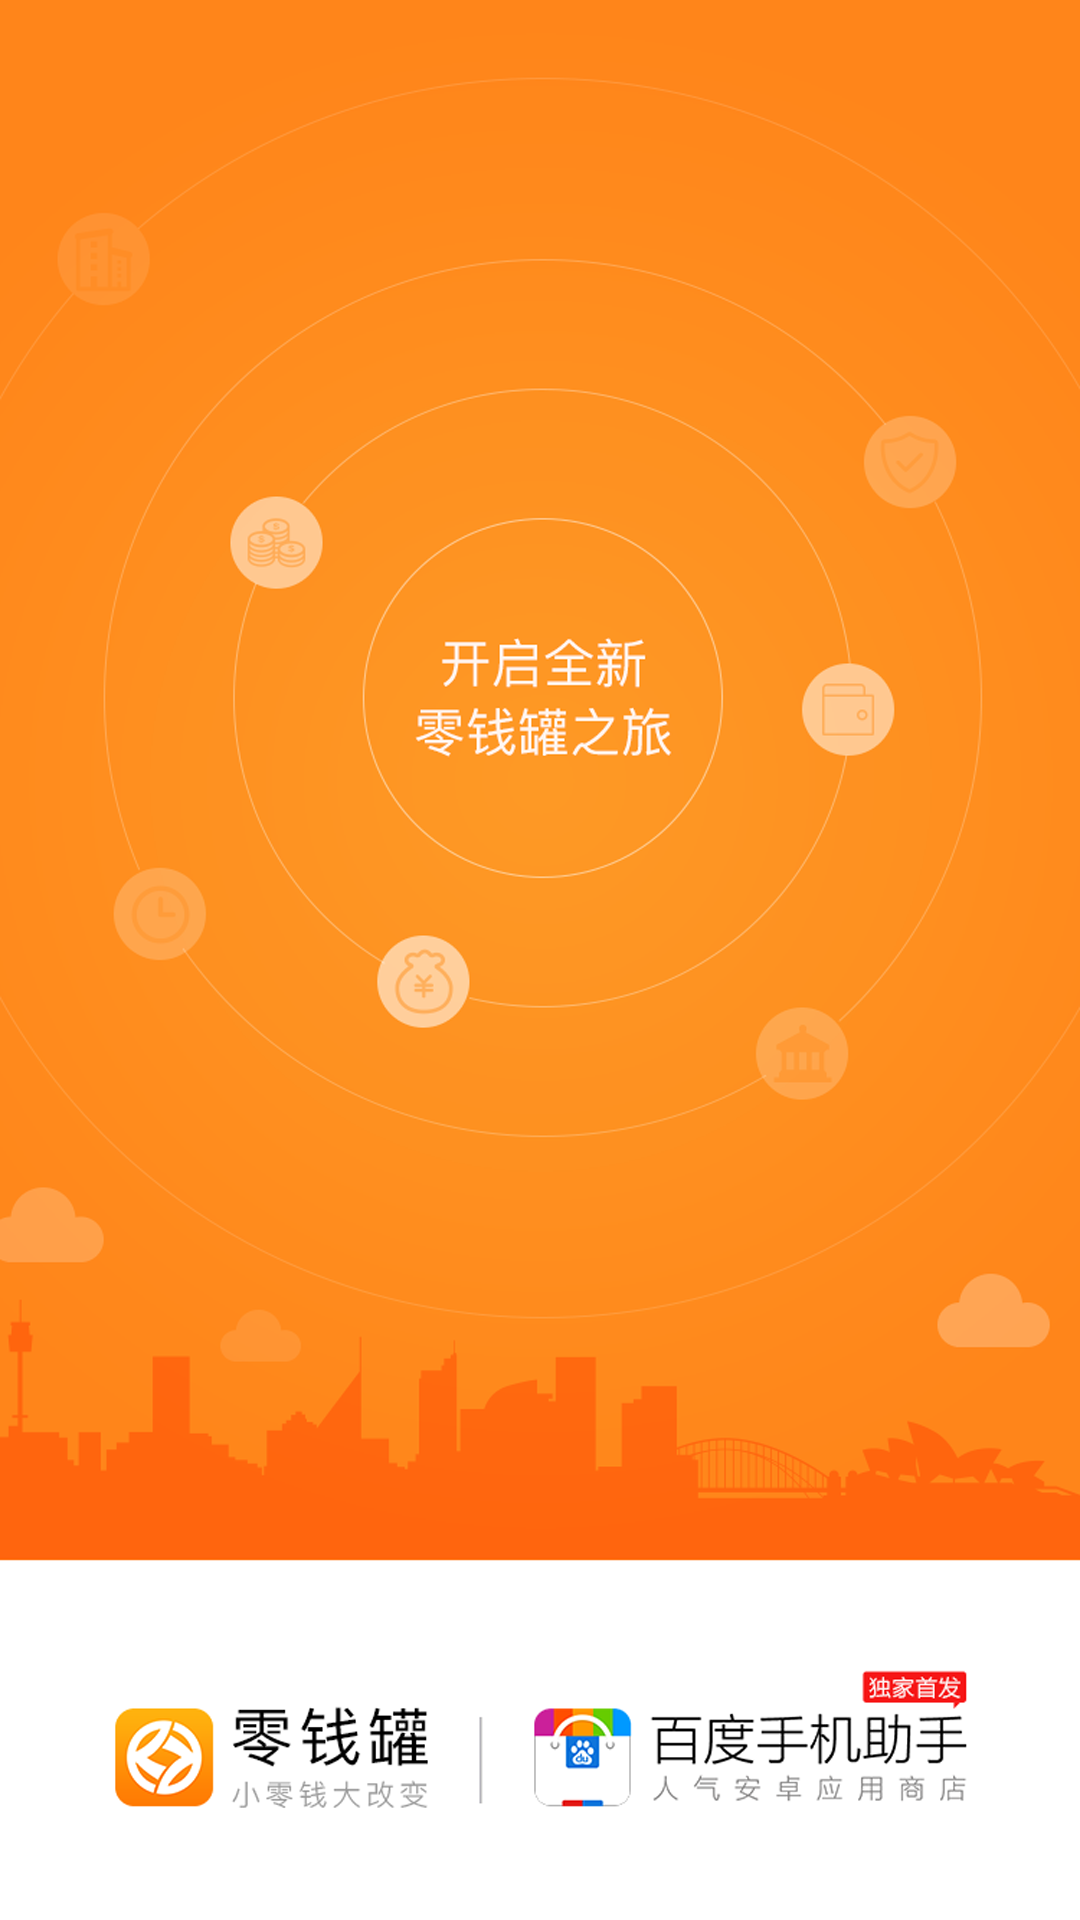 开启全新
零钱罐之旅
零钱罐
小零钱大改变
独家首发
百度手机助手
人气安卓应用商店
du